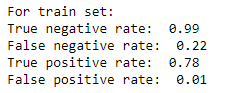 For train set:
True negative rate:  0.99
False negative rate:  0.22
True positive rate:  0.78
False positive rate:  0.01